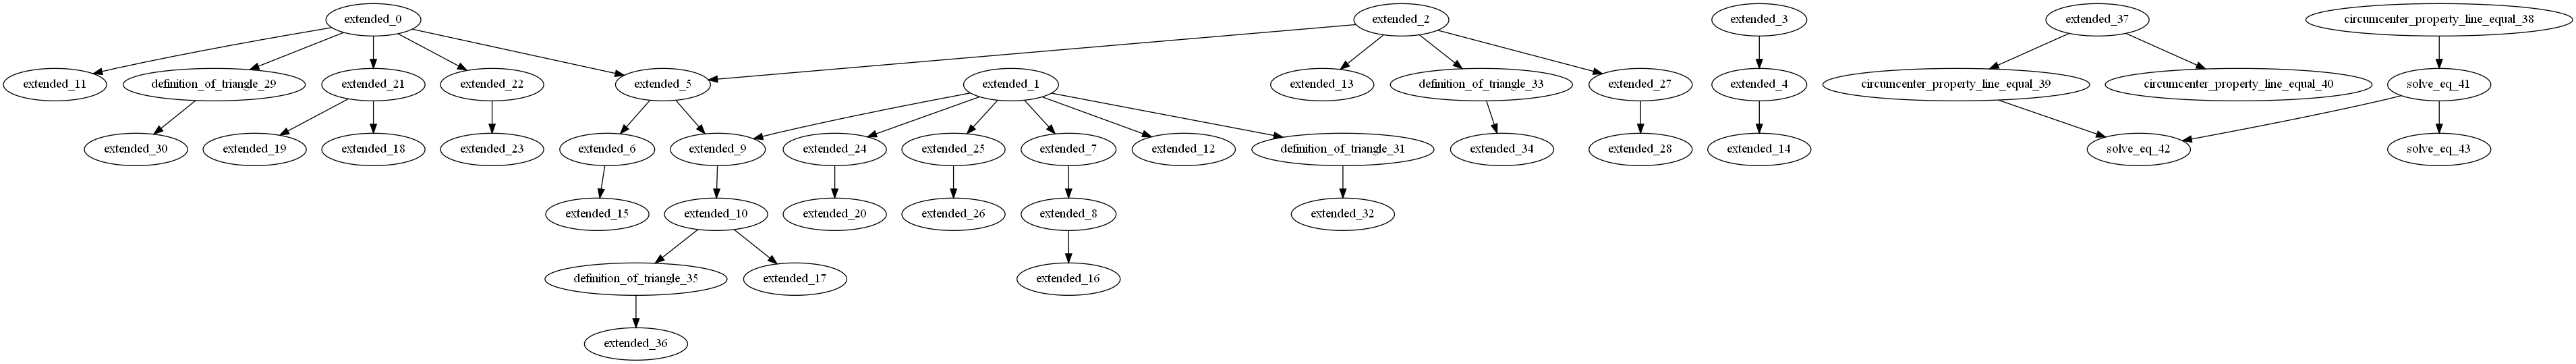 extended_0
extended_2
extended_3
extended_37
circumcenter_property_line_equal_38
extended_11
definition_of_triangle_29
extended_21
extended_22
extended_5
extended_1
extended_13
definition_of_triangle_33
extended_27
extended_4
circumcenter_property_line_equal_39
circumcenter_property_line_equal_40
solve_eq_41
extended_30
extended_19
extended_18
extended_23
extended_6
extended_9
extended_24
extended_25
extended_7
extended_12
definition_of_triangle_31
extended_34
extended_28
extended_14
solve_eq_42
solve_eq_43
extended_15
extended_10
extended_20
extended_26
extended_8
extended_32
definition_of_triangle_35
extended_17
extended_16
extended_36